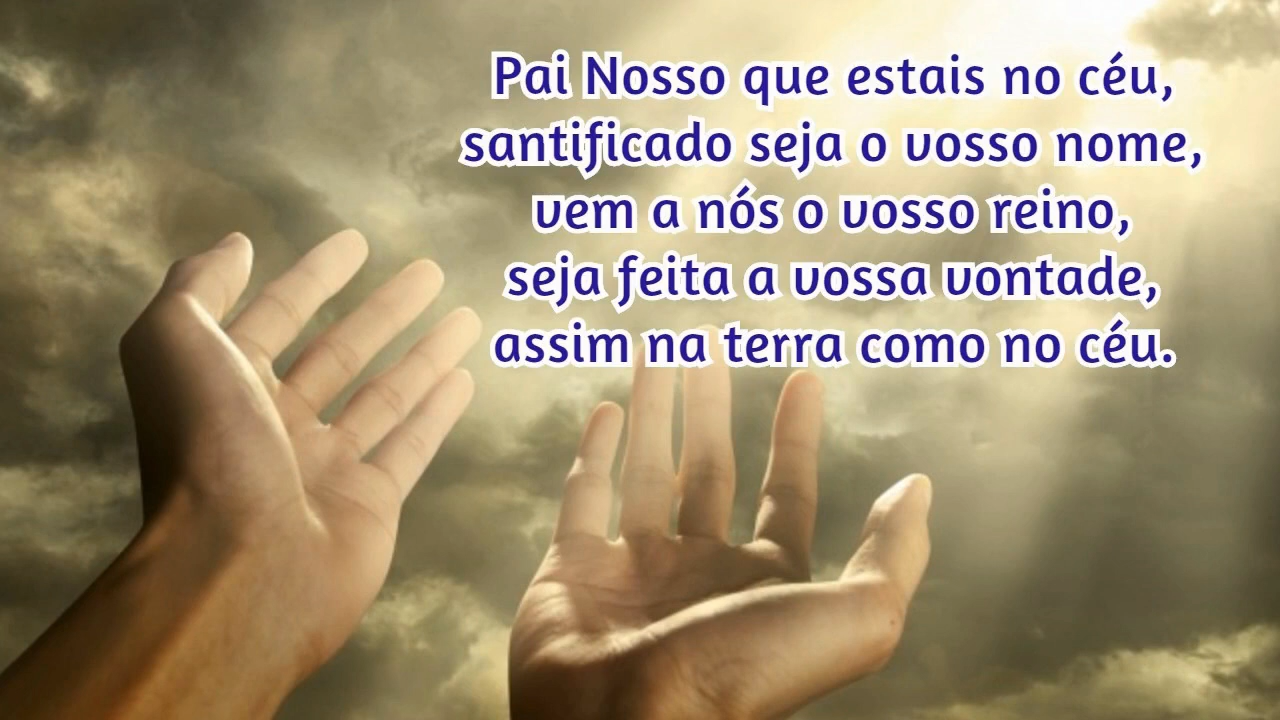 Pai Nosso que estais no céu,
santificado seja o vosso nome,
vem a nós o vosso reino,
seja feita a vossa vontade,
assim na terra como no céu.